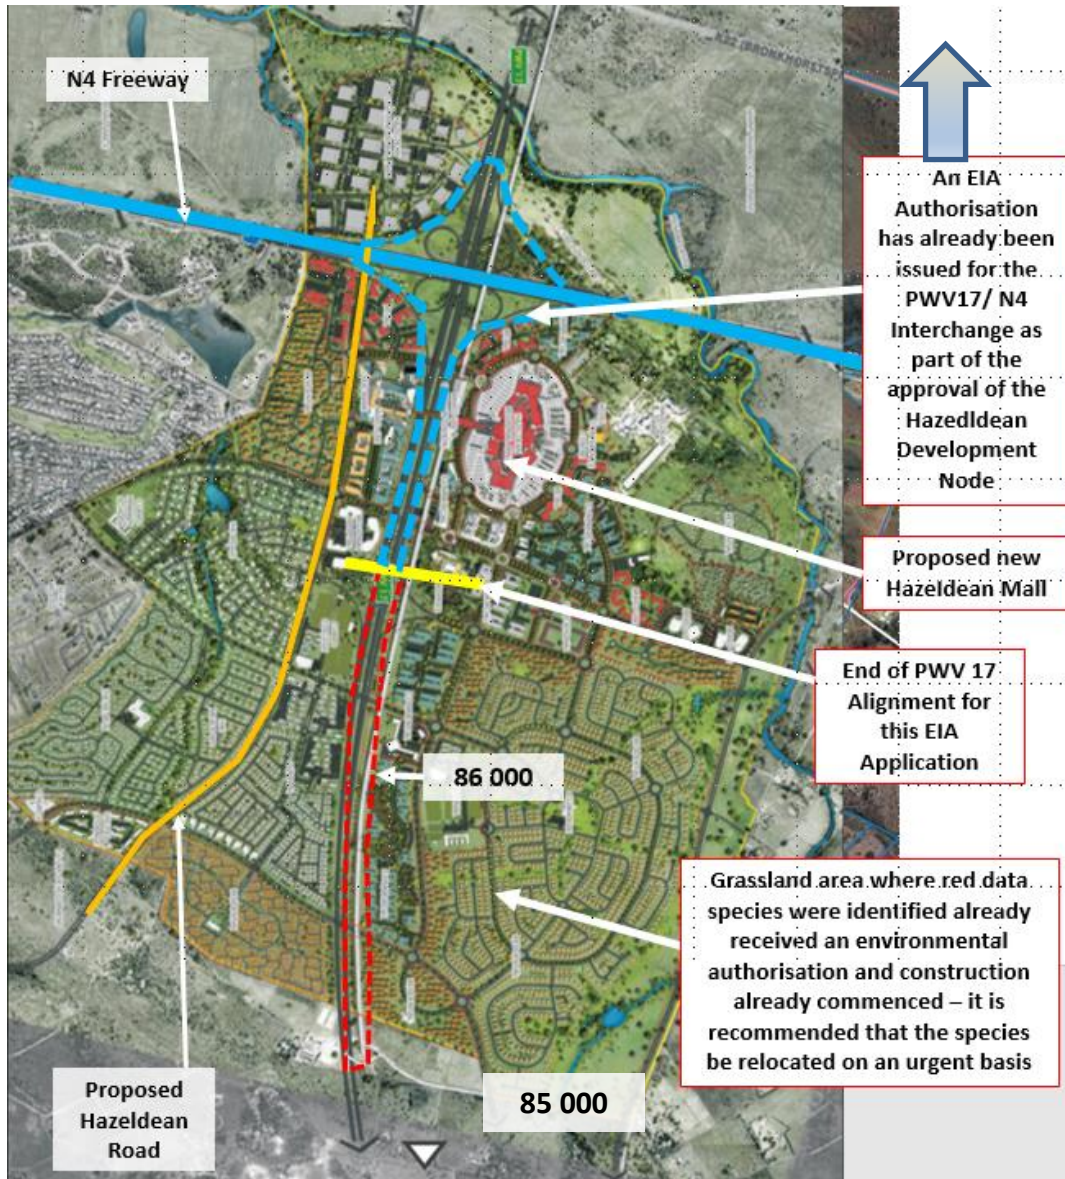 N4 Freeway
An EIA
Authorisation
has already been
issued for the
PWV17/ N4
Interchange as
part of the
approval of the
Hazedldean
Development
Node
Proposed new
Hazeldean Mall
End of PWV 17
Alignment for
this EIA
Application
86 000
Grassland area where red data
species were identified already
received an environmental
authorisation and construction
already commenced – it is
recommended that the species
be relocated on an urgent basis
85 000
Proposed
Hazeldean
Road